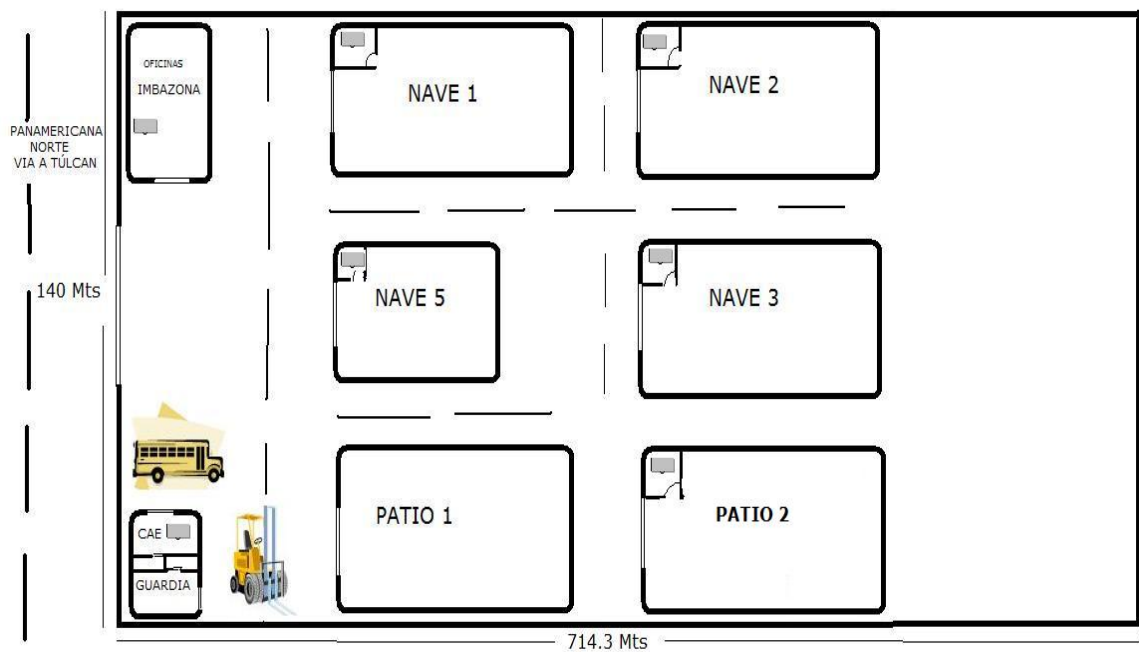 OFICINAS
IMBAZONA
NAVE 1
NAVE 2
PANAMERICANA
NORTE
VIA A TÚLCAN
140 Mts
NAVE 5
NAVE 3
PATIO 1
PATIO 2
CAE
GUARDIA
714.3 Mts